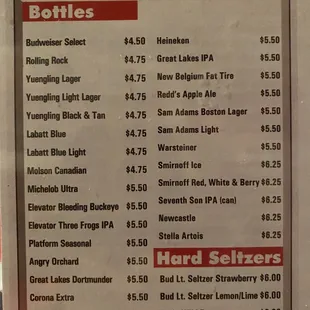 Bottles
Budweiser Select $4.50
Rolling Rock $4.75
Yuengling Lager $4.75
Yuengling Light Lager $4.75
Yuengling Black & Tan $4.75
Labatt Blue $4.75
Labatt Blue Light $4.75
Molson Canadian $4.75
Michelob Ultra $5.50
Elevator Bleeding Buckeye $5.50
Elevator Three Frogs IPA $5.50
Platform Seasonal $5.50
Angry Orchard $5.50
Great Lakes Dortmunder $5.50
Corona Extra $5.50
Heineken $5.50
Great Lakes IPA $5.50
New Belgium Fat Tire $5.50
Redd's Apple Ale $5.50
Sam Adams Boston Lager $5.50
Sam Adams Light $5.50
Warsteiner $5.50
Smirnoff Ice $6.25
Smirnoff Red, White & Berry $6.25
Seventh Son IPA (can) $6.25
Newcastle $6.25
Stella Artois $6.25
Hard Seltzers
Bud Lt. Seltzer Strawberry $6.00
Bud Lt. Seltzer Lemon/Lime $6.00